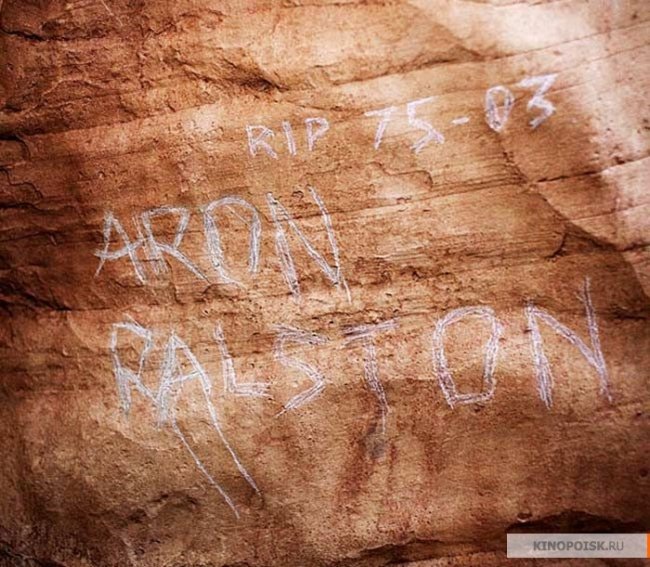 RIP 75-03
ARON
RALSTON
KINOPOISK.RU